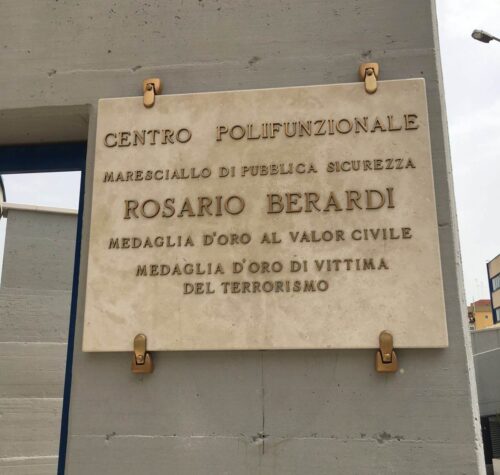 CENTRO POLIFUNZIONALE
MARESCIALLO DI PUBBLICA SICUREZZA
ROSARIO BERARDI
MEDAGLIA D'ORO AL VALOR CIVILE
MEDAGLIA D'ORO DI VITTIMA
DEL TERRORISMO